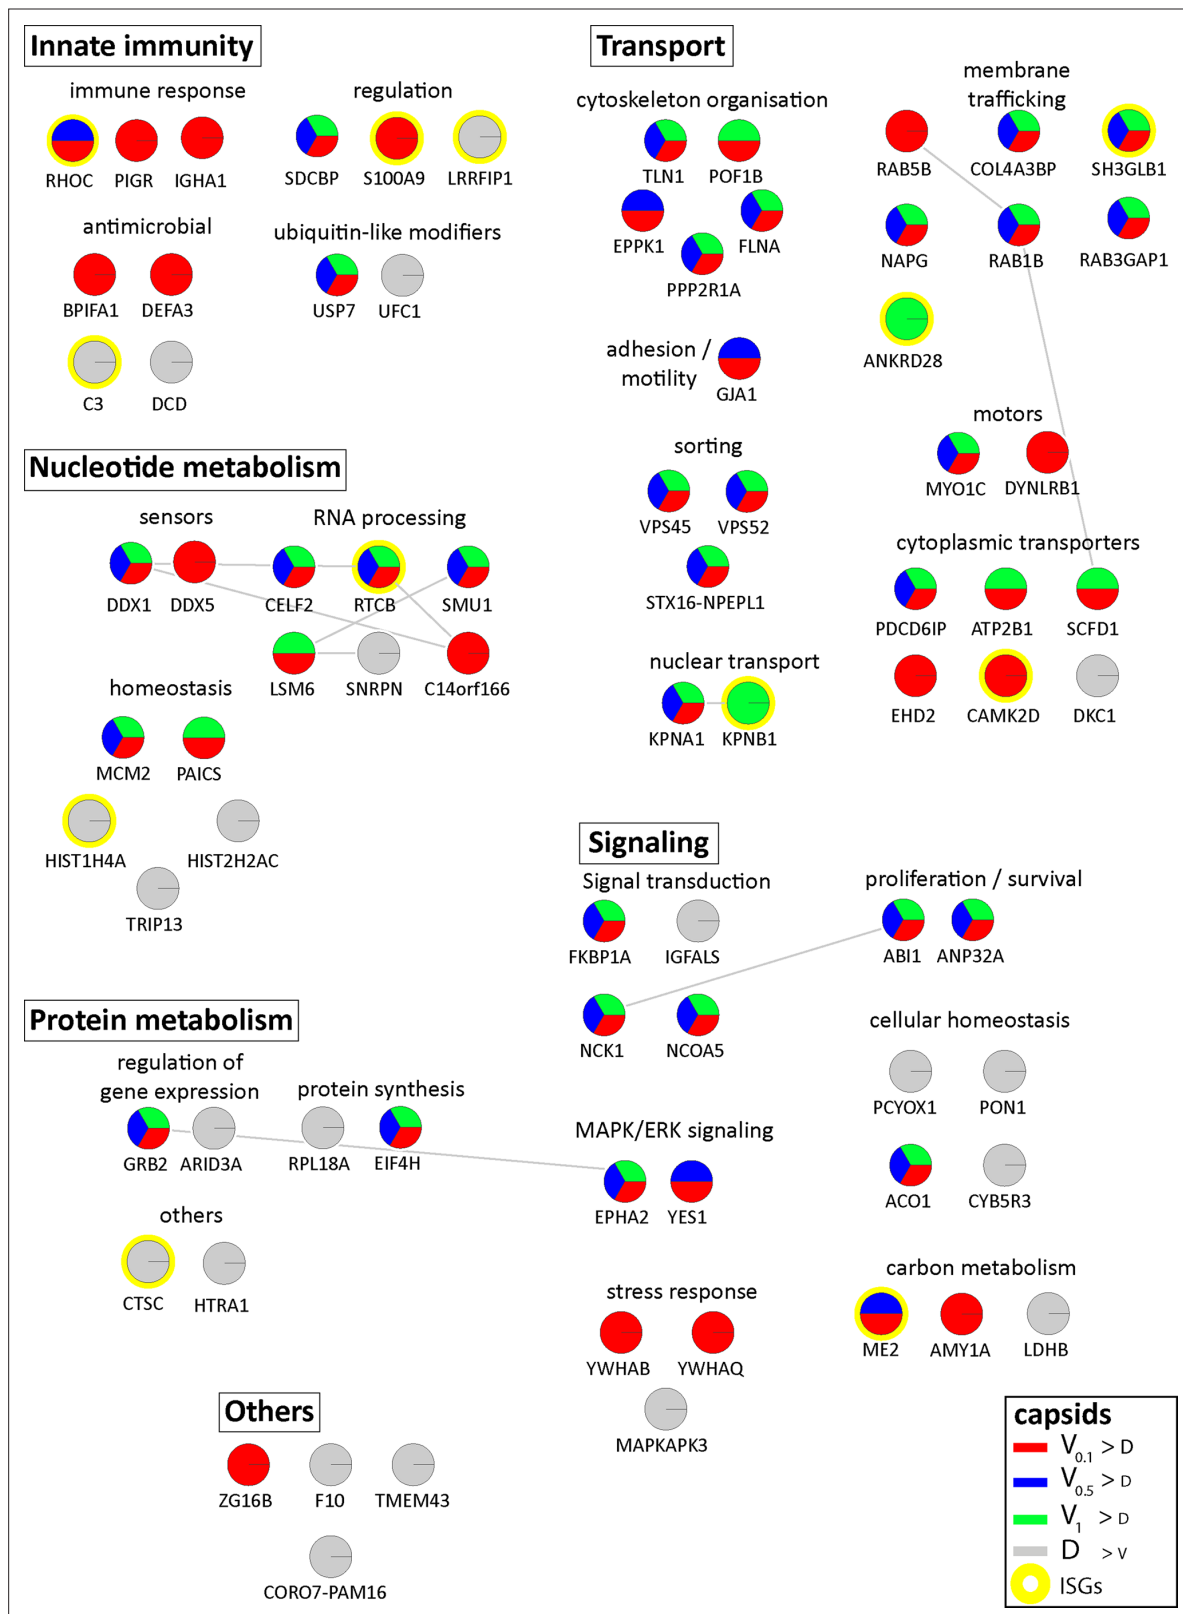 Innate immunity
immune response
regulation
RHOC PIGR IGHA1
SDCBP S100A9 LRRFIP1
antimicrobial
ubiquitin-like modifiers
BPIFA1 DEFA3
USP7 UFC1
C3 DCD
Nucleotide metabolism
sensors
RNA processing
DDX1 DDX5 CELF2 RTCB SMU1
LSM6 SNRPN C14orf166
homeostasis
MCM2 PAICS
HIST1H4A HIST2H2AC
TRIP13
Protein metabolism
regulation of
gene expression
protein synthesis
GRB2 ARID3A RPL18A EIF4H
others
CTSC HTRA1
Others
ZG16B F10 TMEM43
CORO7-PAM16
Transport
cytoskeleton organisation
TLN1 POF1B
EPPK1 FLNA
PPP2R1A
adhesion /
motility
GJA1
sorting
VPS45 VPS52
STX16-NPEPL1
nuclear transport
KPNA1 KPNB1
membrane
trafficking
RAB5B COL4A3BP SH3GLB1
NAPG RAB1B RAB3GAP1
ANKRD28
motors
MYO1C DYNLRB1
cytoplasmic transporters
PDCD6IP ATP2B1 SCFD1
EHD2 CAMK2D DKC1
Signaling
Signal transduction
FKBP1A IGFALS
NCK1 NCOA5
MAPK/ERK signaling
EPHA2 YES1
stress response
YWHAB YWHAQ
MAPKAPK3
proliferation / survival
ABI1 ANP32A
cellular homeostasis
PCYOX1 PON1
ACO1 CYB5R3
carbon metabolism
ME2 AMY1A LDHB
capsids
V0.1 > D
V0.5 > D
V1 > D
D > V
ISGs